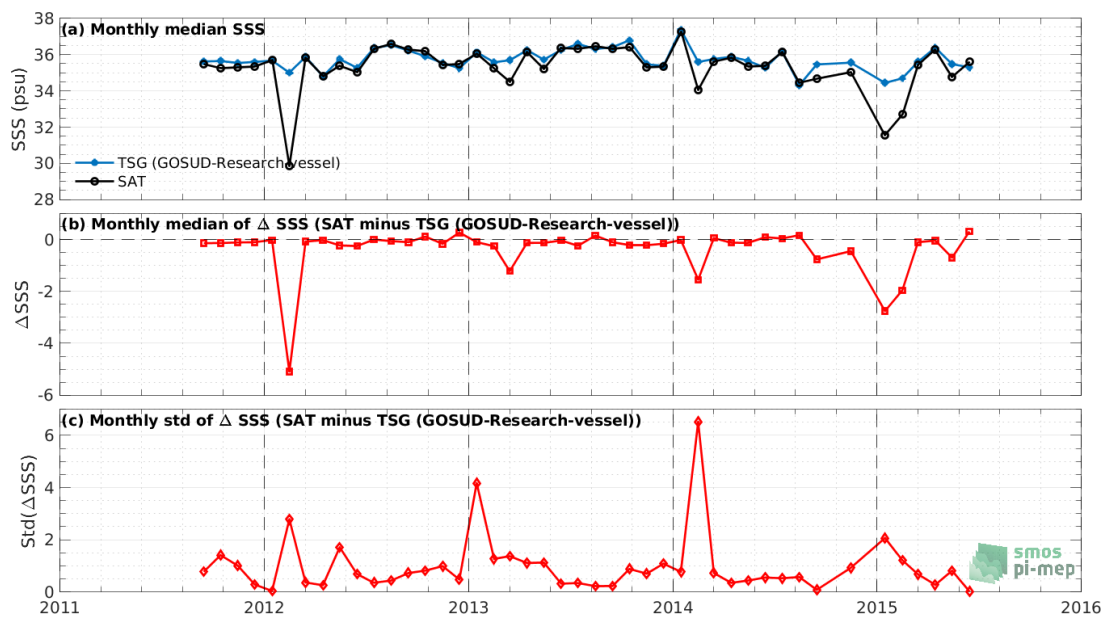 (a) Monthly median SSS
SSS (psu)
38
36
34
32
30
28
TSG (GOSUD-Research-vessel)
SAT
(b) Monthly median of Δ SSS (SAT minus TSG (GOSUD-Research-vessel))
ΔSSS
0
-2
-4
-6
(c) Monthly std of Δ SSS (SAT minus TSG (GOSUD-Research-vessel))
Std(ΔSSS)
6
4
2
0
smos
pi-mep
2011 2012 2013 2014 2015 2016